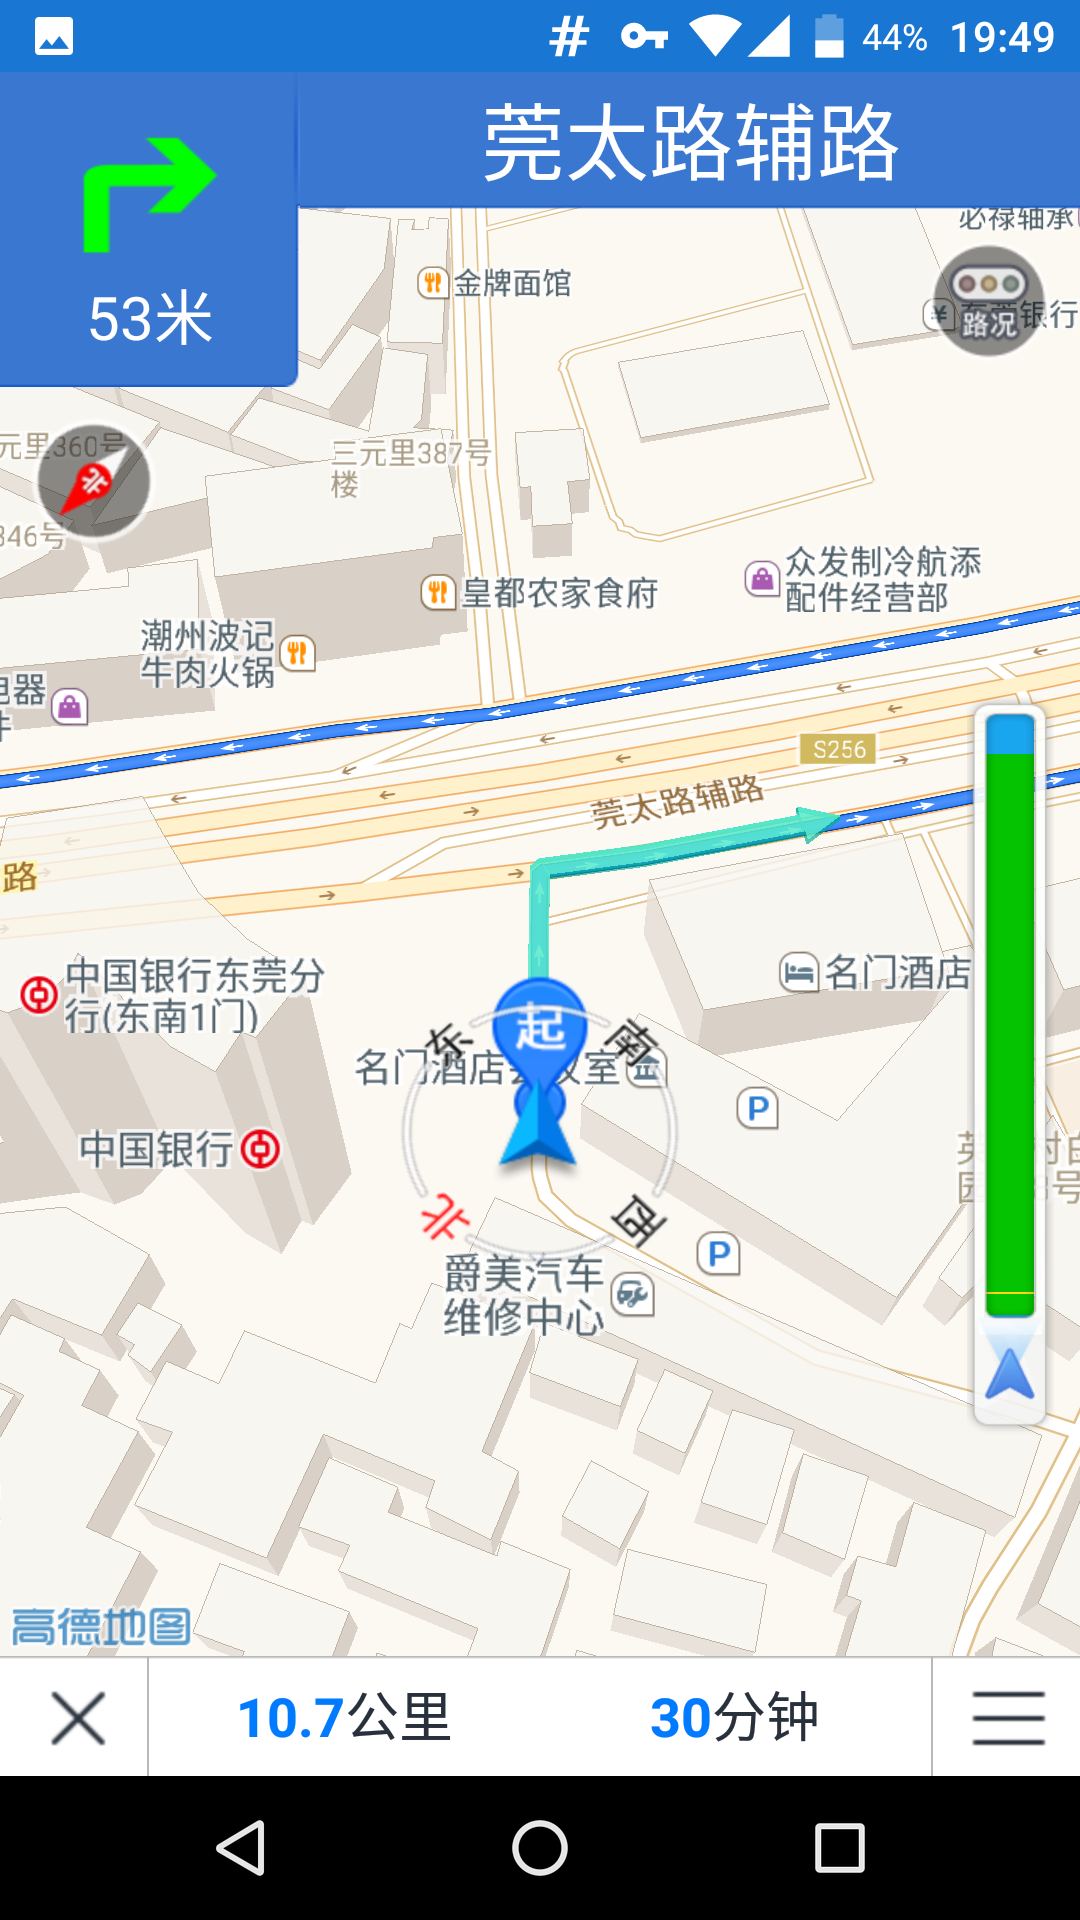 44% 19:49
莞太路辅路
53米
必禄轴承
金牌面馆
银行
路况
元里360号
三元里387号
楼
346号
北
众发制冷航添
配件经营部
皇都农家食府
潮州波记
牛肉火锅
电器
S256
莞太路辅路
路
中国银行东莞分
行(东南1门)
名门酒店
起
东
南
名门酒店会议室
P
中国银行
北
西
P
爵美汽车
维修中心
高德地图
10.7公里
30分钟